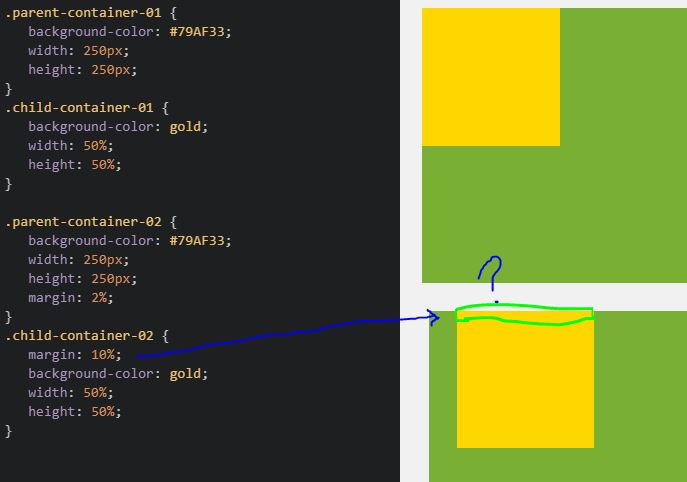 .parent-container-01 {
background-color: #79AF33;
width: 250px;
height: 250px;
}
.child-container-01 {
background-color: gold;
width: 50%;
height: 50%;
}
.parent-container-02 {
background-color: #79AF33;
width: 250px;
height: 250px;
margin: 2%;
}
.child-container-02 {
margin: 10%;
background-color: gold;
width: 50%;
height: 50%;
}
?